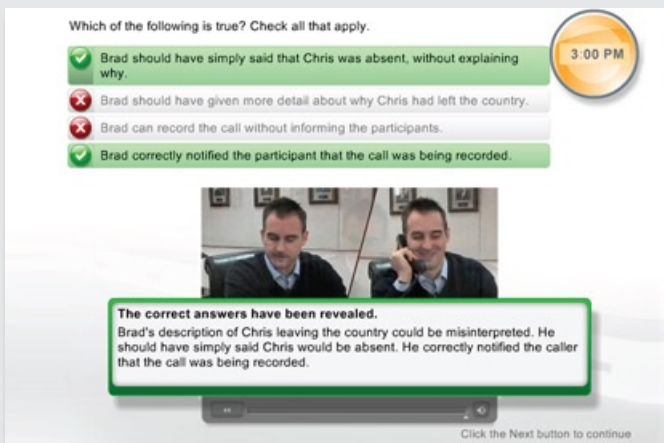 Which of the following is true? Check all that apply.
3:00 PM
Brad should have simply said that Chris was absent, without explaining
why.
Brad should have given more detail about why Chris had left the country.
Brad can record the call without informing the participants.
Brad correctly notified the participant that the call was being recorded.
The correct answers have been revealed.
Brad's description of Chris leaving the country could be misinterpreted. He
should have simply said Chris would be absent. He correctly notified the caller
that the call was being recorded.
Click the Next button to continue